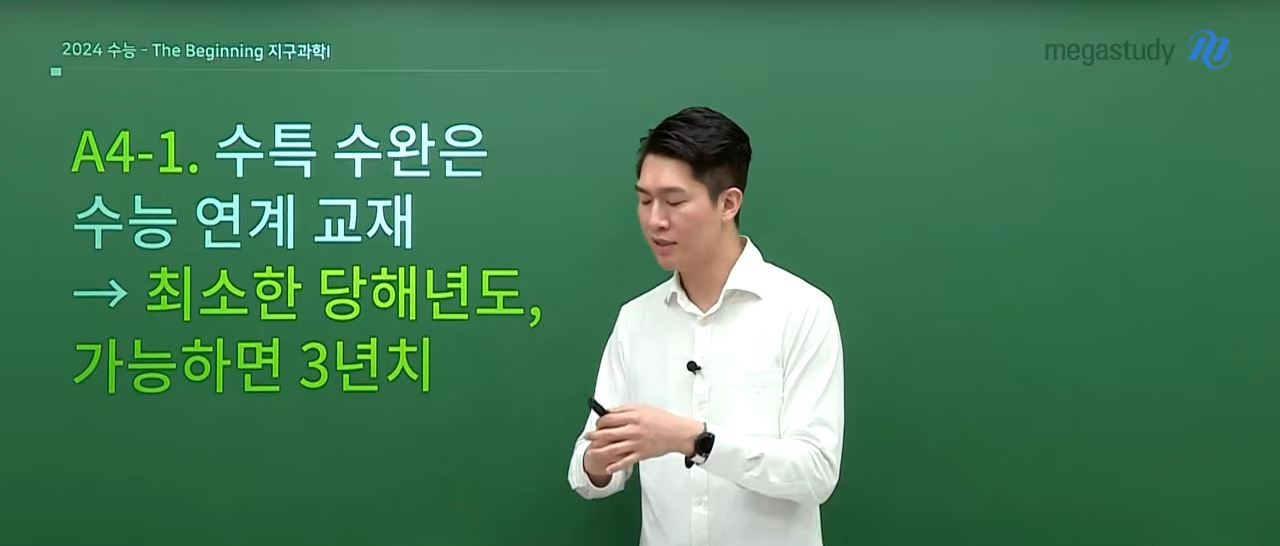 2024 수능 - The Beginning 지구과학I
megastudy
A4-1. 수특 수완은
수능 연계 교재
→ 최소한 당해년도,
가능하면 3년치